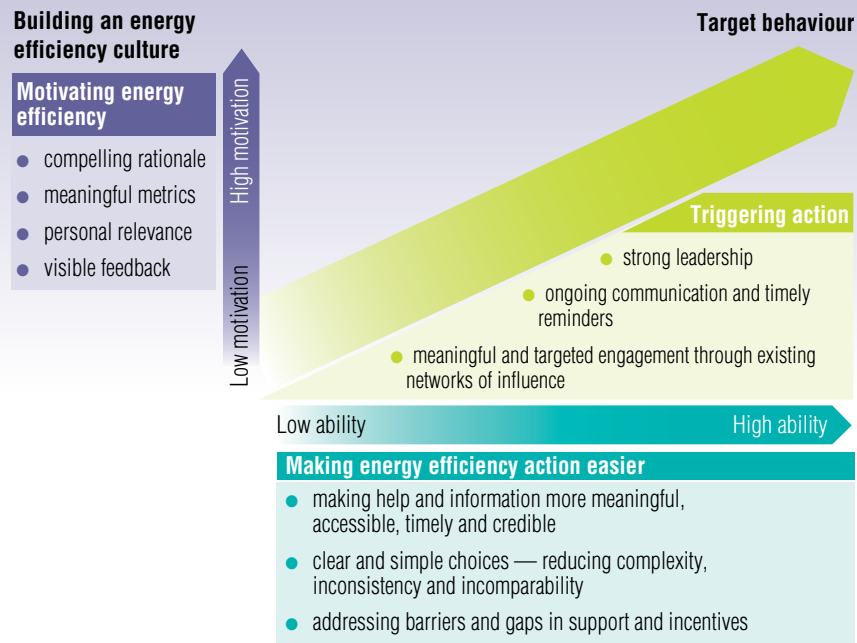 Building an energy
efficiency culture
Target behaviour
Motivating energy
efficiency
● compelling rationale
● meaningful metrics
● personal relevance
● visible feedback
High motivation
Low motivation
Triggering action
● strong leadership
● ongoing communication and timely
reminders
● meaningful and targeted engagement through existing
networks of influence
Low ability
High ability
Making energy efficiency action easier
● making help and information more meaningful,
accessible, timely and credible
● clear and simple choices — reducing complexity,
inconsistency and incomparability
● addressing barriers and gaps in support and incentives